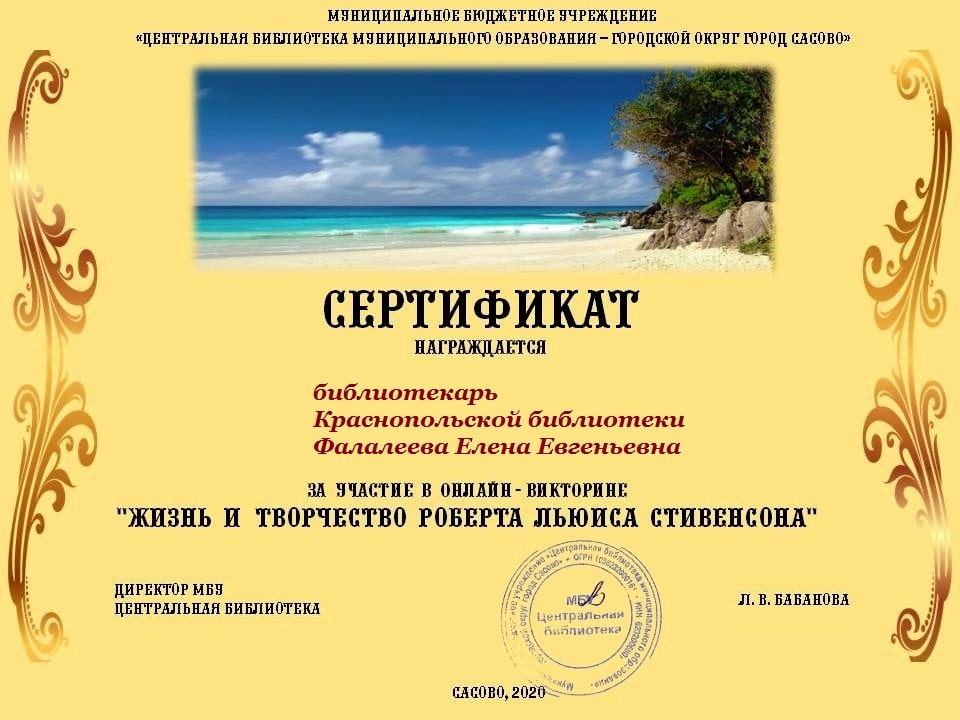 МУНИЦИПАЛЬНОЕ БЮДЖЕТНОЕ УЧРЕЖДЕНИЕ
«ЦЕНТРАЛЬНАЯ БИБЛИОТЕКА МУНИЦИПАЛЬНОГО ОБРАЗОВАНИЯ – ГОРОДСКОЙ ОКРУГ ГОРОД САСОВО»
СЕРТИФИКАТ
НАГРАЖДАЕТСЯ
библиотекарь
Краснопольской библиотеки
Фалалеева Елена Евгеньевна
ЗА УЧАСТИЕ В ОНЛАЙН- ВИКТОРИНЕ
"ЖИЗНЬ И ТВОРЧЕСТВО РОБЕРТА ЛЬЮИСА СТИВЕНСОНА"
ДИРЕКТОР МБУ
ЦЕНТРАЛЬНАЯ БИБЛИОТЕКА
Л. В. БАБАНОВА
МБУ
Центральная
библиотека
САСОВО, 2020